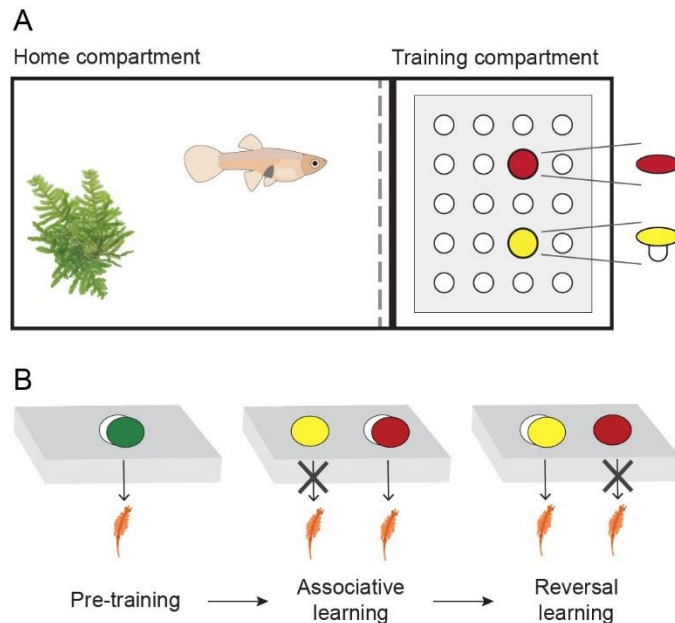 A
Home compartment Training compartment
B
Pre-training Associative learning Reversal learning